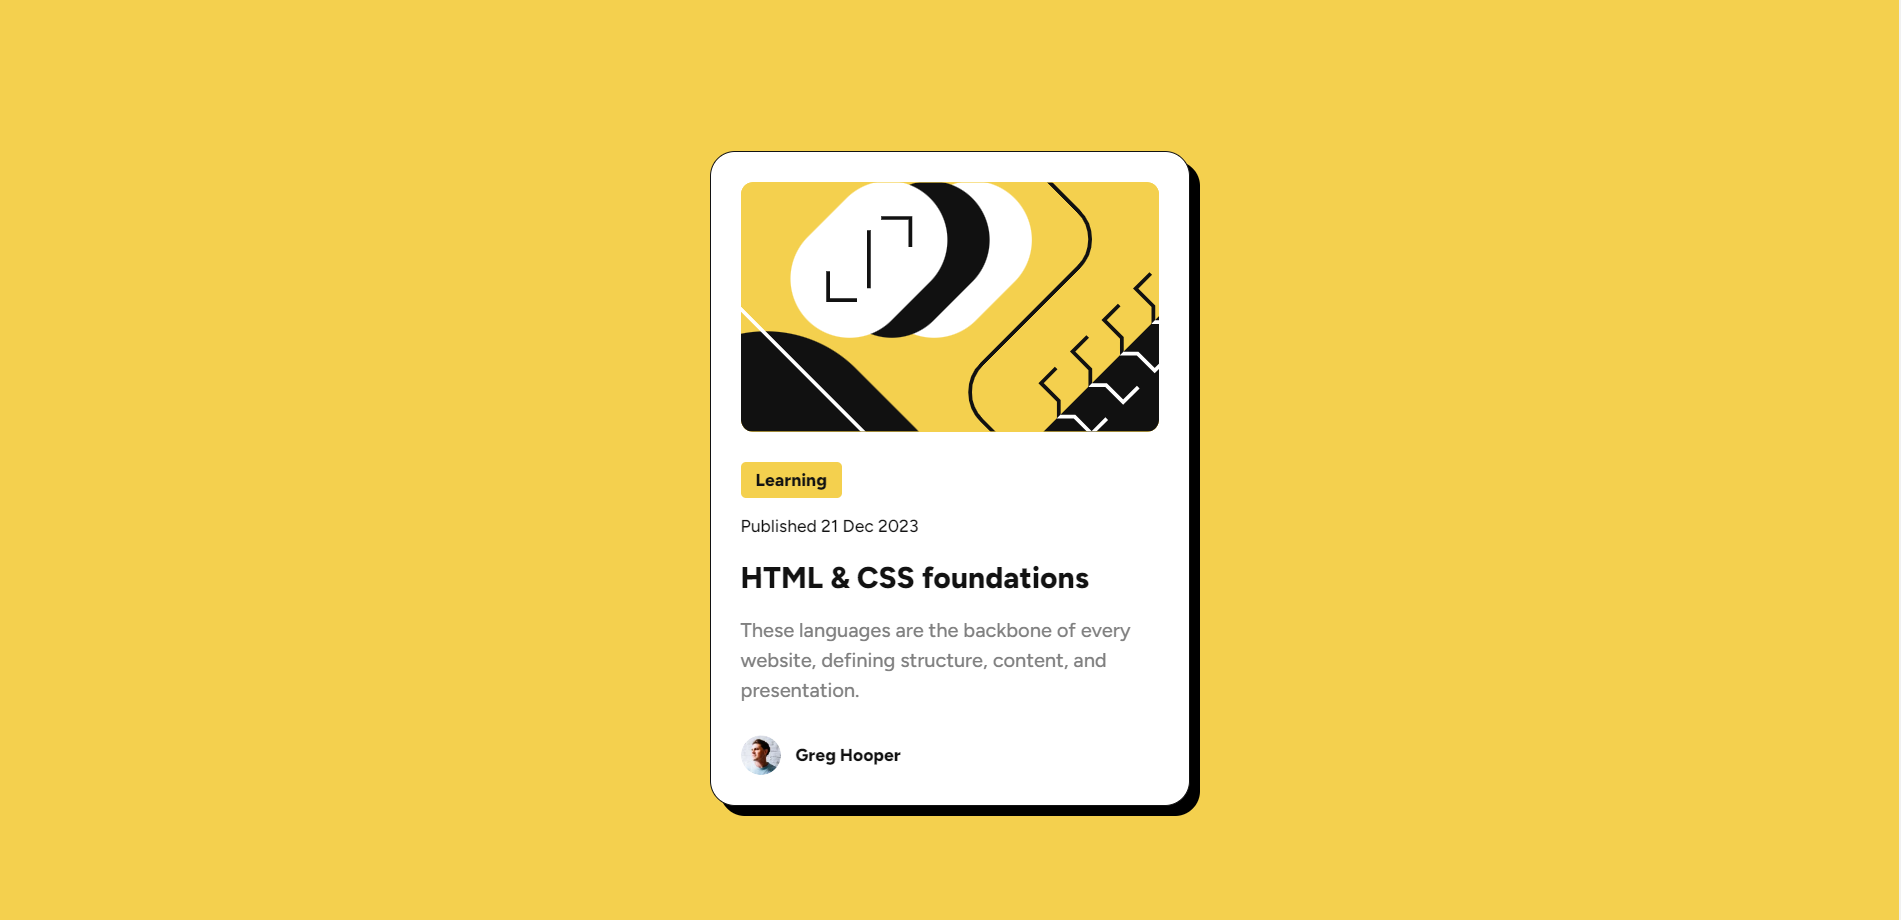 Learning
Published 21 Dec 2023
HTML & CSS foundations
These languages are the backbone of every
website, defining structure, content, and
presentation.
Greg Hooper